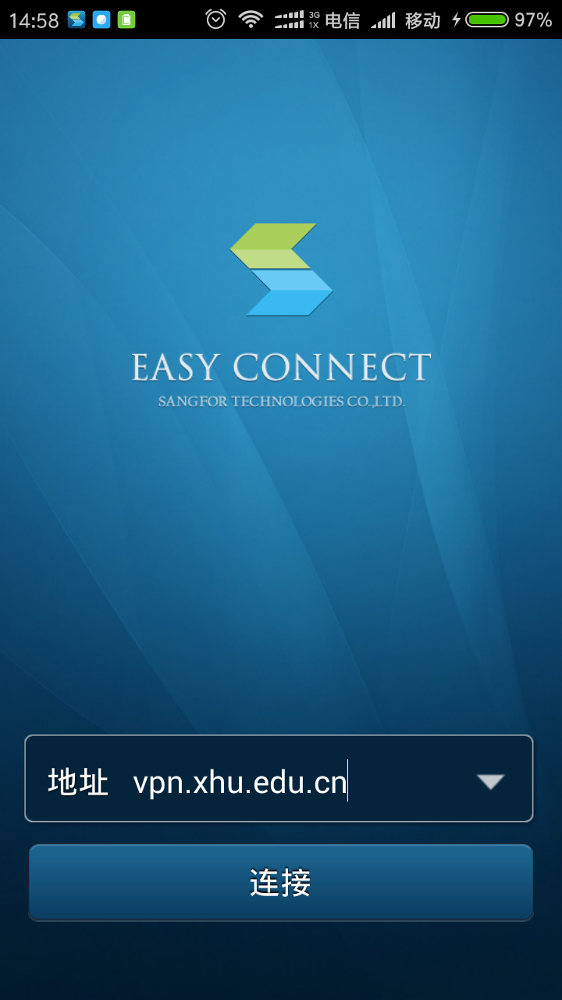 14:58 3G 1X 电信 移动 97%
EASY CONNECT
SANGFOR TECHNOLOGIES CO.,LTD.
地址 vpn.xhu.edu.cn
连接